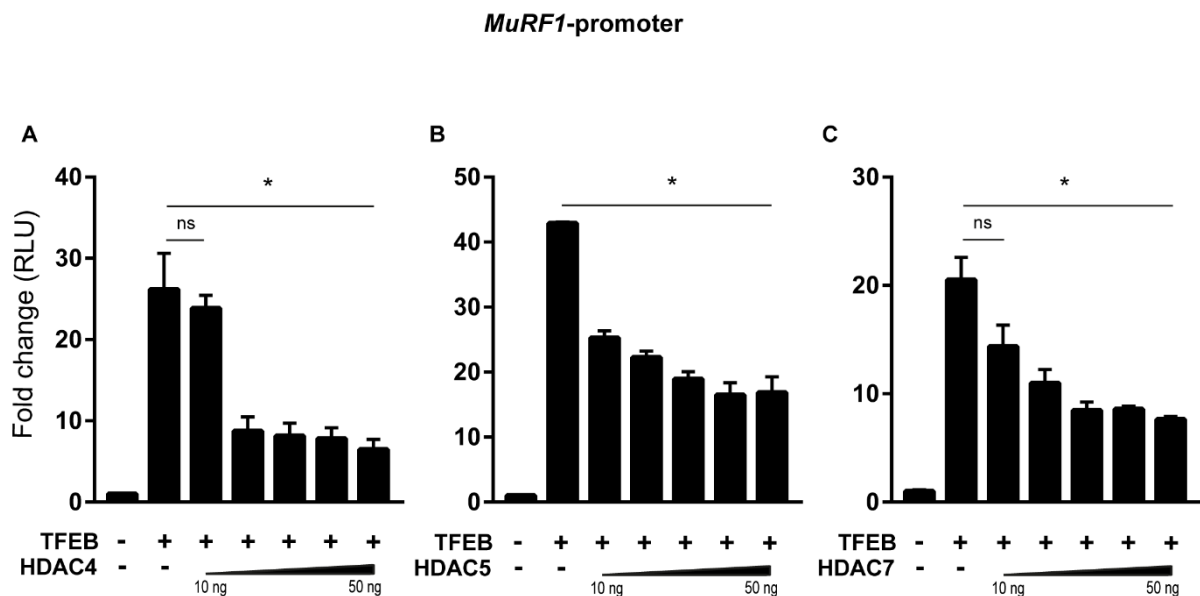 MuRF1-promoter
A
B
C
Fold change (RLU)
40
30
20
10
0
*
ns
TFEB - + + + + + +
HDAC4 - -
10 ng 50 ng
50
40
30
20
10
0
*
TFEB - + + + + + +
HDAC5 - -
10 ng 50 ng
30
20
10
0
*
ns
TFEB - + + + + + +
HDAC7 - -
10 ng 50 ng